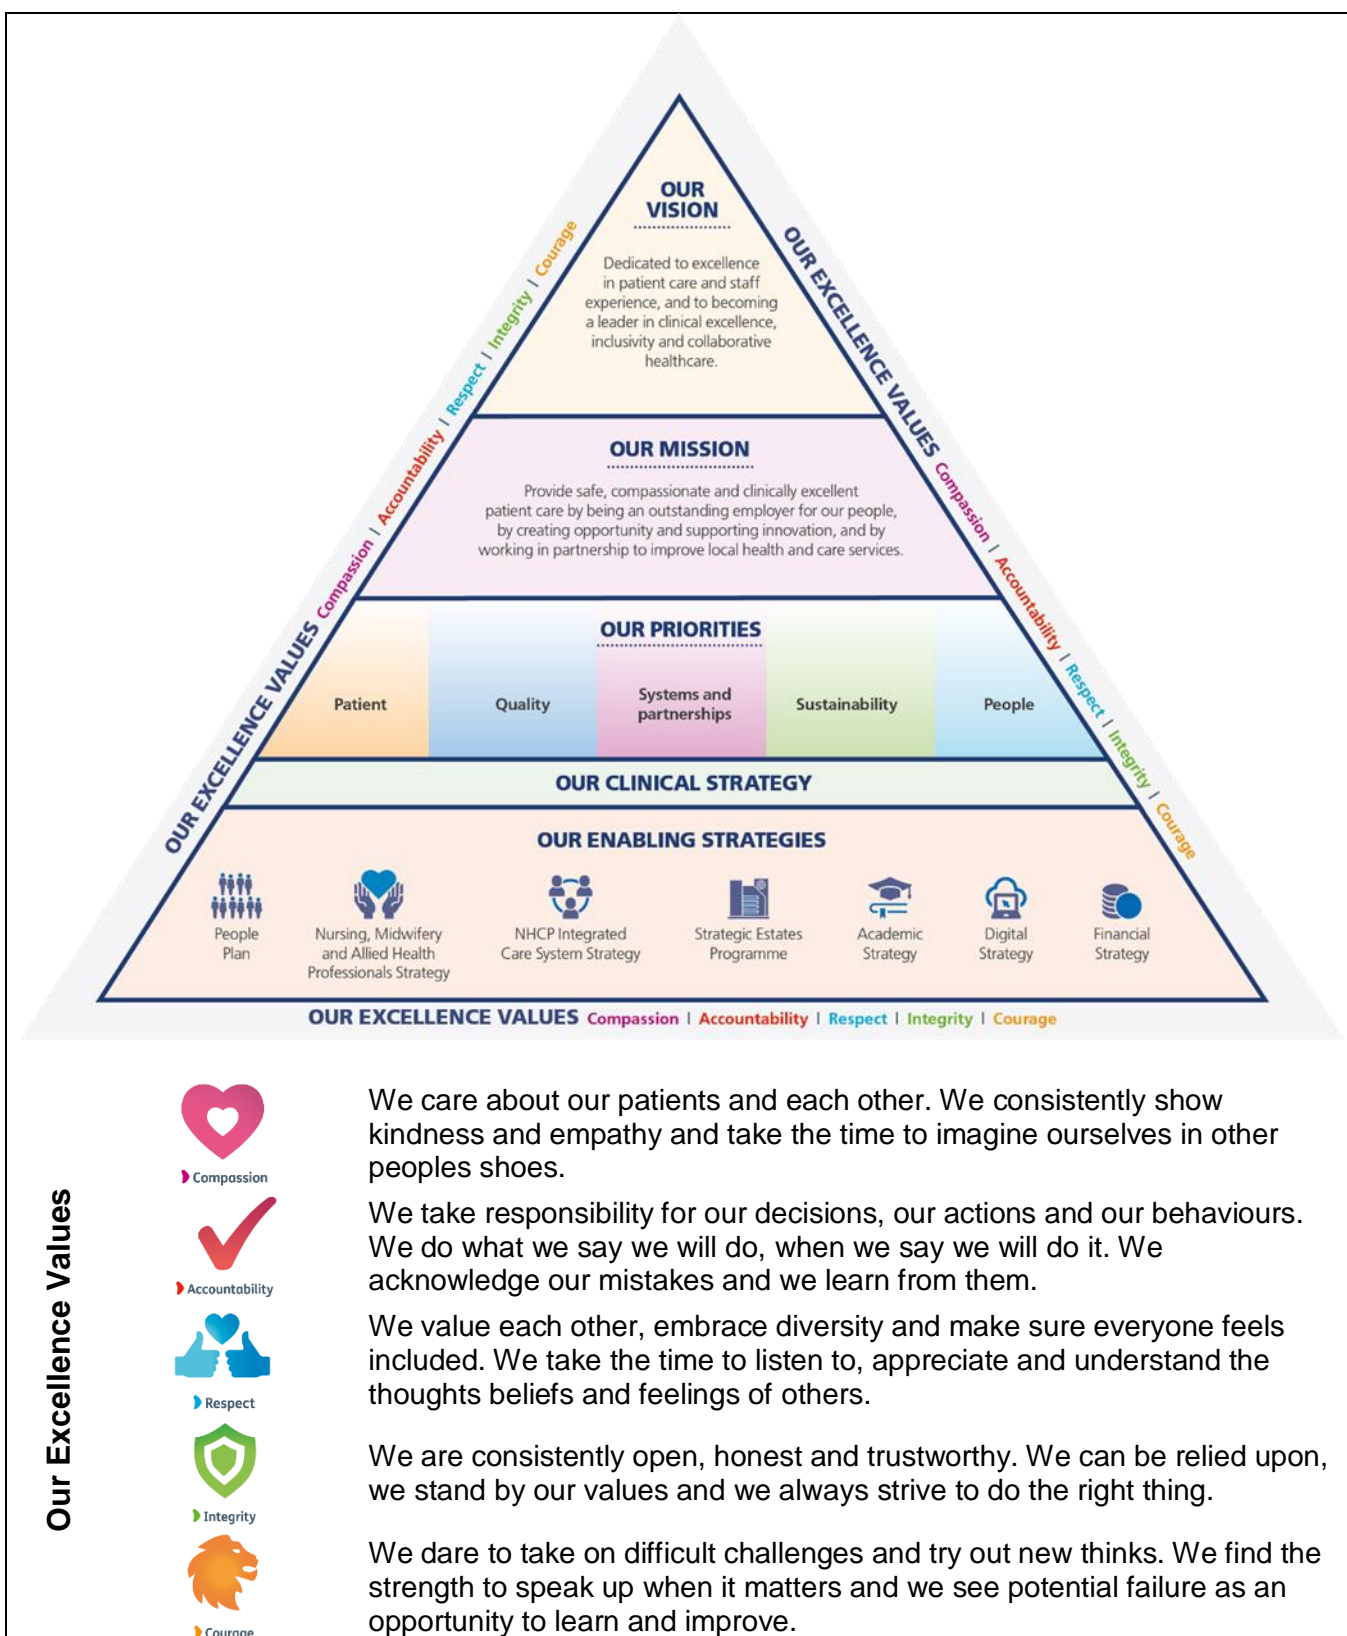 OUR
VISION
Dedicated to excellence
in patient care and staff
experience, and to becoming
a leader in clinical excellence,
inclusivity and collaborative
healthcare.
OUR EXCELLENCE VALUES Compassion | Accountability | Respect | Integrity | Courage
OUR EXCELLENCE VALUES Compassion | Accountability | Respect | Integrity | Courage
OUR MISSION
Provide safe, compassionate and clinically excellent
patient care by being an outstanding employer for our people,
by creating opportunity and supporting innovation, and by
working in partnership to improve local health and care services.
OUR PRIORITIES
Patient
Quality
Systems and
partnerships
Sustainability
People
OUR CLINICAL STRATEGY
OUR ENABLING STRATEGIES
People
Plan
Nursing, Midwifery
and Allied Health
Professionals Strategy
NHCP Integrated
Care System Strategy
Strategic Estates
Programme
Academic
Strategy
Digital
Strategy
Financial
Strategy
OUR EXCELLENCE VALUES Compassion | Accountability | Respect | Integrity | Courage
Our Excellence Values
Compassion
We care about our patients and each other. We consistently show
kindness and empathy and take the time to imagine ourselves in other
peoples shoes.
Accountability
We take responsibility for our decisions, our actions and our behaviours.
We do what we say we will do, when we say we will do it. We
acknowledge our mistakes and we learn from them.
Respect
We value each other, embrace diversity and make sure everyone feels
included. We take the time to listen to, appreciate and understand the
thoughts beliefs and feelings of others.
Integrity
We are consistently open, honest and trustworthy. We can be relied upon,
we stand by our values and we always strive to do the right thing.
Courage
We dare to take on difficult challenges and try out new thinks. We find the
strength to speak up when it matters and we see potential failure as an
opportunity to learn and improve.